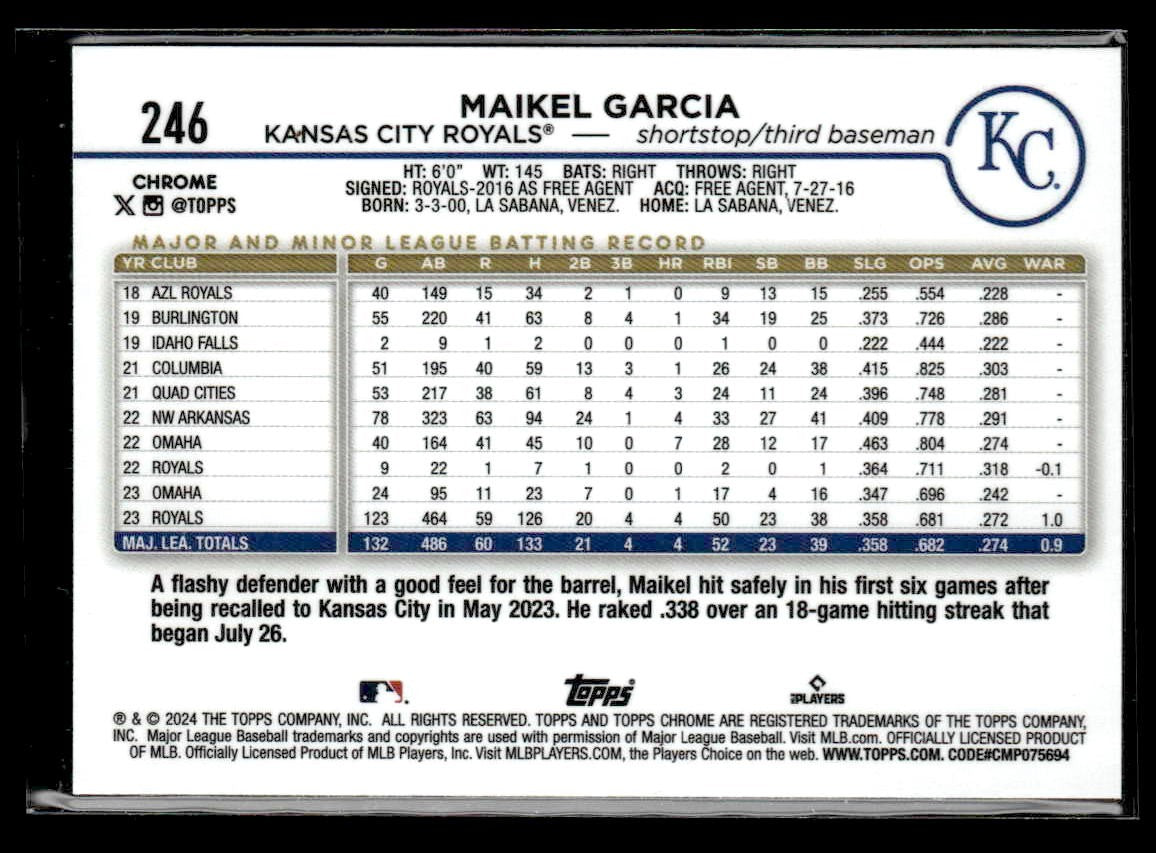 246
MAIKEL GARCIA
KANSAS CITY ROYALS® — shortstop/third baseman
KC
CHROME
X @TOPPS
HT: 6'0" WT: 145 BATS: RIGHT THROWS: RIGHT
SIGNED: ROYALS-2016 AS FREE AGENT ACQ: FREE AGENT, 7-27-16
BORN: 3-3-00, LA SABANA, VENEZ. HOME: LA SABANA, VENEZ.
MAJOR AND MINOR LEAGUE BATTING RECORD
YR CLUB G AB R H 2B 3B HR RBI SB BB SLG OPS AVG WAR
18 AZL ROYALS 40 149 15 34 2 1 0 9 13 15 .255 .554 .228 -
19 BURLINGTON 55 220 41 63 8 4 1 34 19 25 .373 .726 .286 -
19 IDAHO FALLS 2 9 1 2 0 0 0 1 0 0 .222 .444 .222 -
21 COLUMBIA 51 195 40 59 13 3 1 26 24 38 .415 .825 .303 -
21 QUAD CITIES 53 217 38 61 8 4 3 24 11 24 .396 .748 .281 -
22 NW ARKANSAS 78 323 63 94 24 1 4 33 27 41 .409 .778 .291 -
22 OMAHA 40 164 41 45 10 0 7 28 12 17 .463 .804 .274 -
22 ROYALS 9 22 1 7 1 0 0 2 0 1 .364 .711 .318 -0.1
23 OMAHA 24 95 11 23 7 0 1 17 4 16 .347 .696 .242 -
23 ROYALS 123 464 59 126 20 4 4 50 23 38 .358 .681 .272 1.0
MAJ. LEA. TOTALS 132 486 60 133 21 4 4 52 23 39 .358 .682 .274 0.9
A flashy defender with a good feel for the barrel, Maikel hit safely in his first six games after
being recalled to Kansas City in May 2023. He raked .338 over an 18-game hitting streak that
began July 26.
Topps
PLAYERS
® & © 2024 THE TOPPS COMPANY, INC. ALL RIGHTS RESERVED. TOPPS AND TOPPS CHROME ARE REGISTERED TRADEMARKS OF THE TOPPS COMPANY,
INC. Major League Baseball trademarks and copyrights are used with permission of Major League Baseball. Visit MLB.com. OFFICIALLY LICENSED PRODUCT
OF MLB. Officially Licensed Product of MLB Players, Inc. Visit MLBPLAYERS.COM, the Players Choice on the web. WWW.TOPPS.COM. CODE#CMP075694